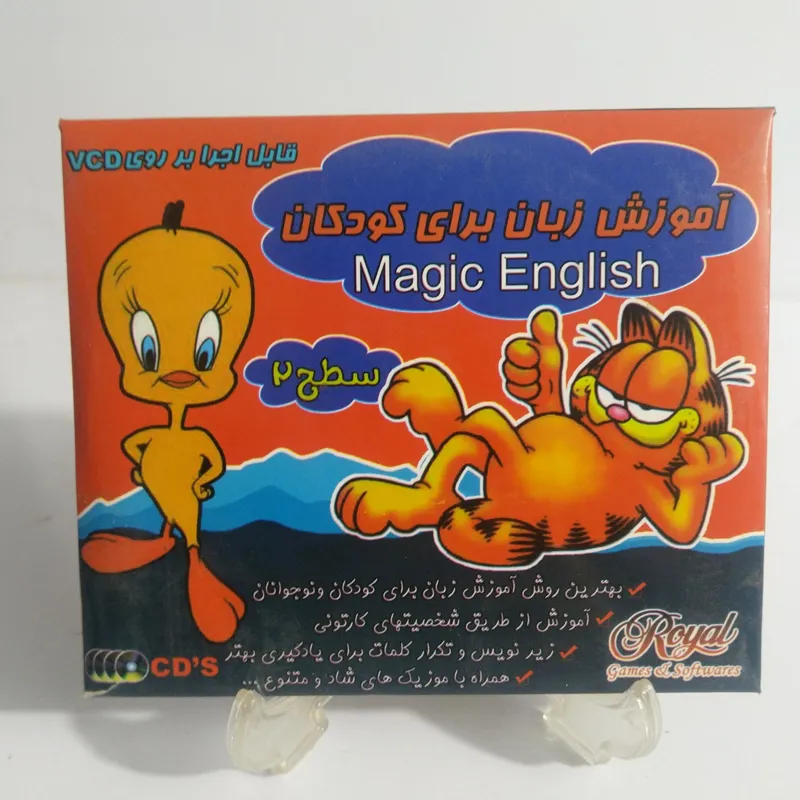 قابل اجرا بر روی VCD
آموزش زبان برای کودکان
Magic English
سطح ۲
بهترین روش آموزش زبان برای کودکان ونوجوانان
آموزش از طریق شخصیتهای کارتونی
زیر نویس و تکرار کلمات برای یادگیری بهتر
همراه با موزیک های شاد و متنوع ...
CD'S
Royal
Games & Softwares